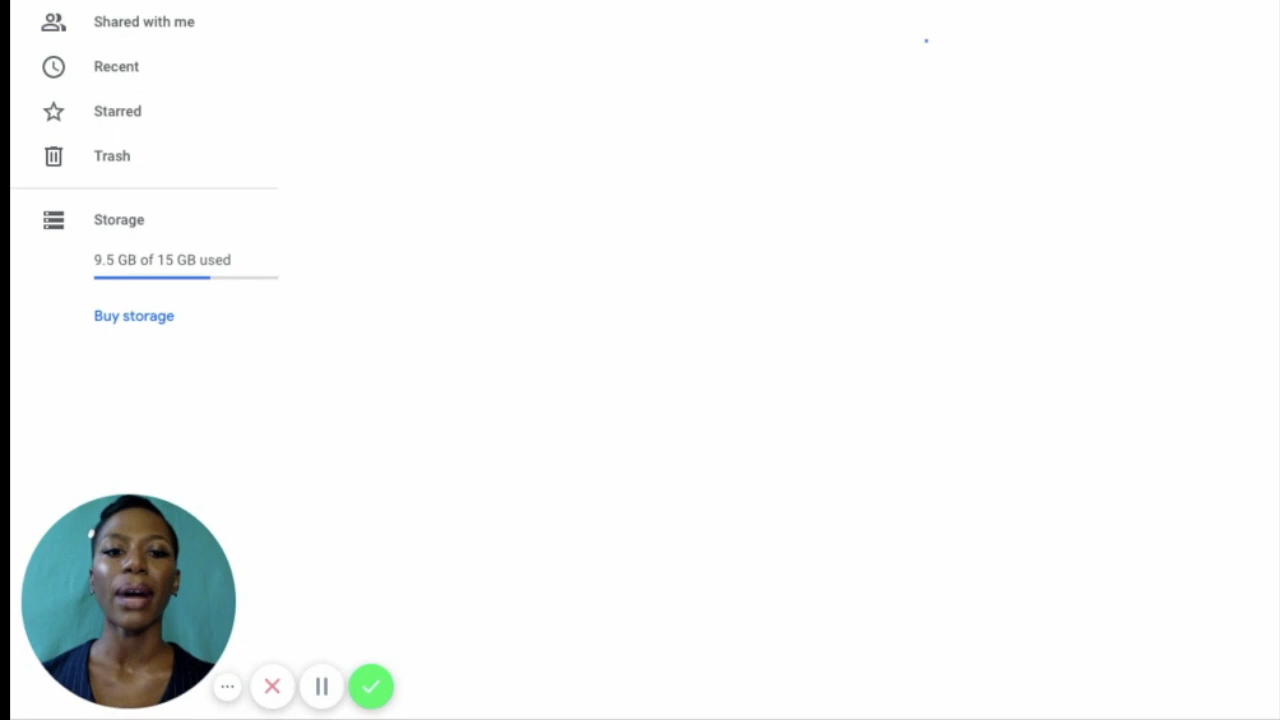 Shared with me
Recent
Starred
Trash
Storage
9.5 GB of 15 GB used
Buy storage